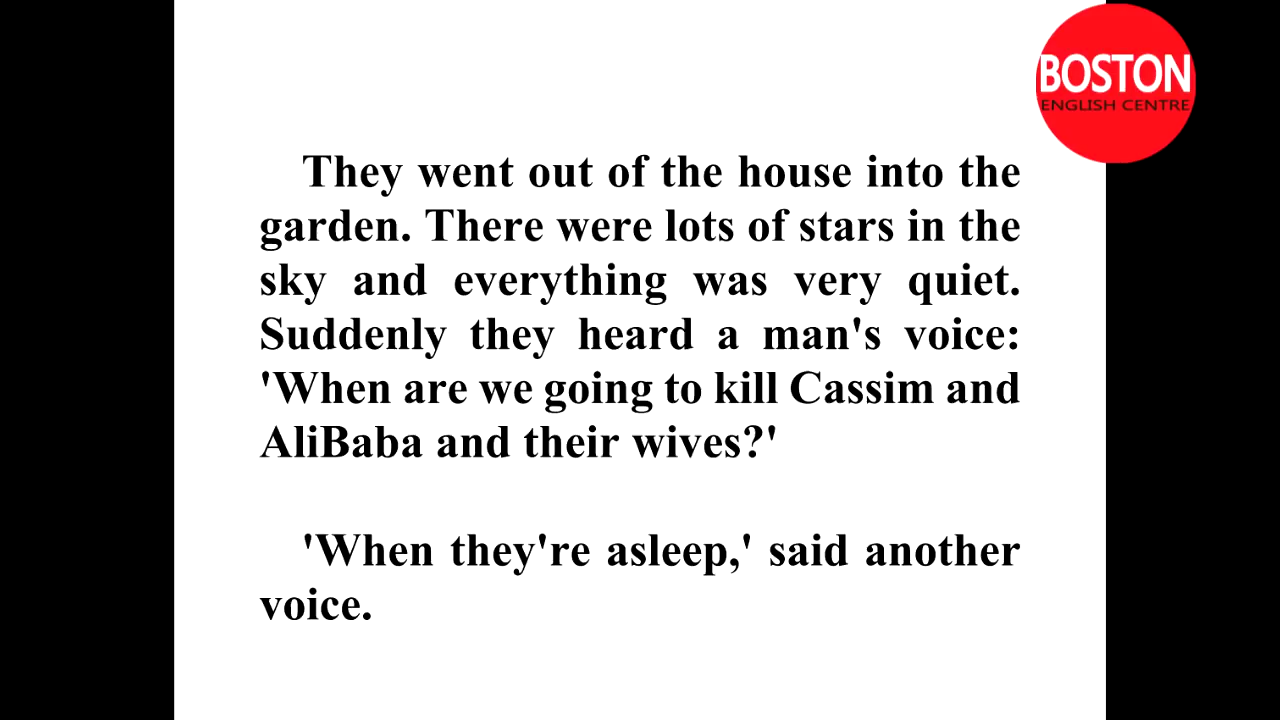 BOSTON
ENGLISH CENTRE
They went out of the house into the
garden. There were lots of stars in the
sky and everything was very quiet.
Suddenly they heard a man's voice:
'When are we going to kill Cassim and
AliBaba and their wives?'
'When they're asleep,' said another
voice.